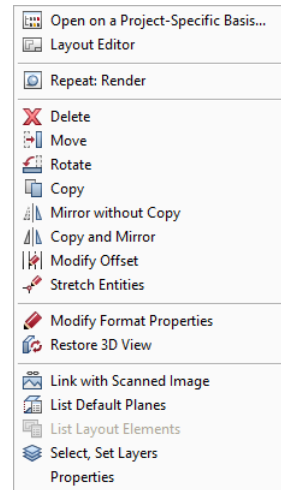 Open on a Project-Specific Basis...
Layout Editor
Repeat: Render
Delete
Move
Rotate
Copy
Mirror without Copy
Copy and Mirror
Modify Offset
Stretch Entities
Modify Format Properties
Restore 3D View
Link with Scanned Image
List Default Planes
List Layout Elements
Select, Set Layers
Properties